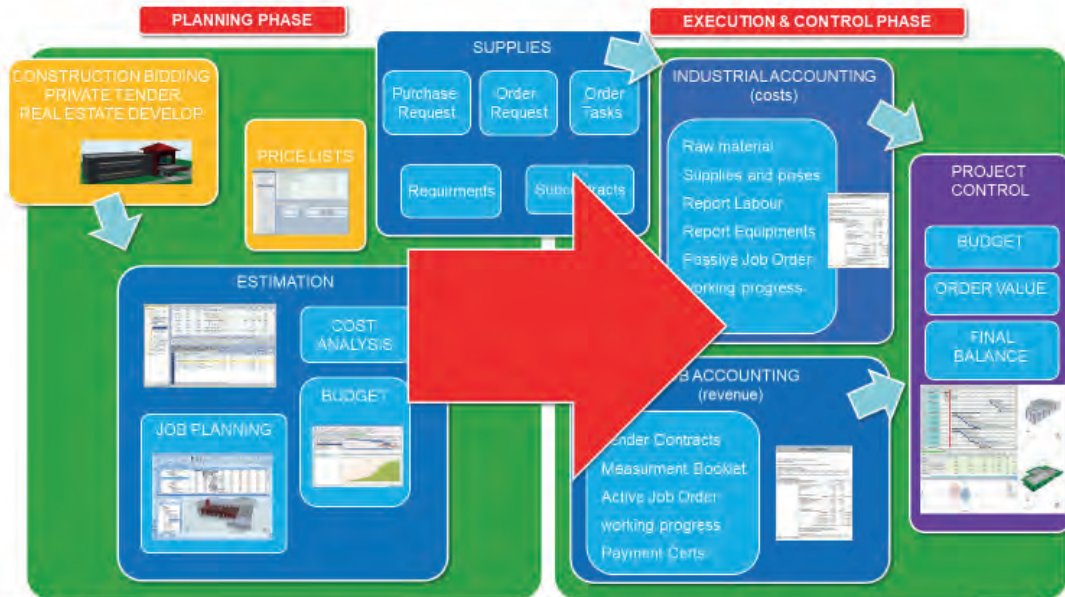 PLANNING PHASE
EXECUTION & CONTROL PHASE
CONSTRUCTION BIDDING
PRIVATE TENDER
REAL ESTATE DEVELOP
PRICE LISTS
SUPPLIES
Purchase
Request
Order
Request
Order
Tasks
Requirments
ESTIMATION
COST
ANALYSIS
BUDGET
JOB PLANNING
INDUSTRIAL ACCOUNTING
(costs)
Raw material
Supplies and
Report Labour
Report Equipments
Passive Job Order
working progress
ACCOUNTING
(revenue)
Contracts
Measurment Booklet
Active Job Order
working progress
Payment Certs
PROJECT
CONTROL
BUDGET
ORDER VALUE
FINAL
BALANCE